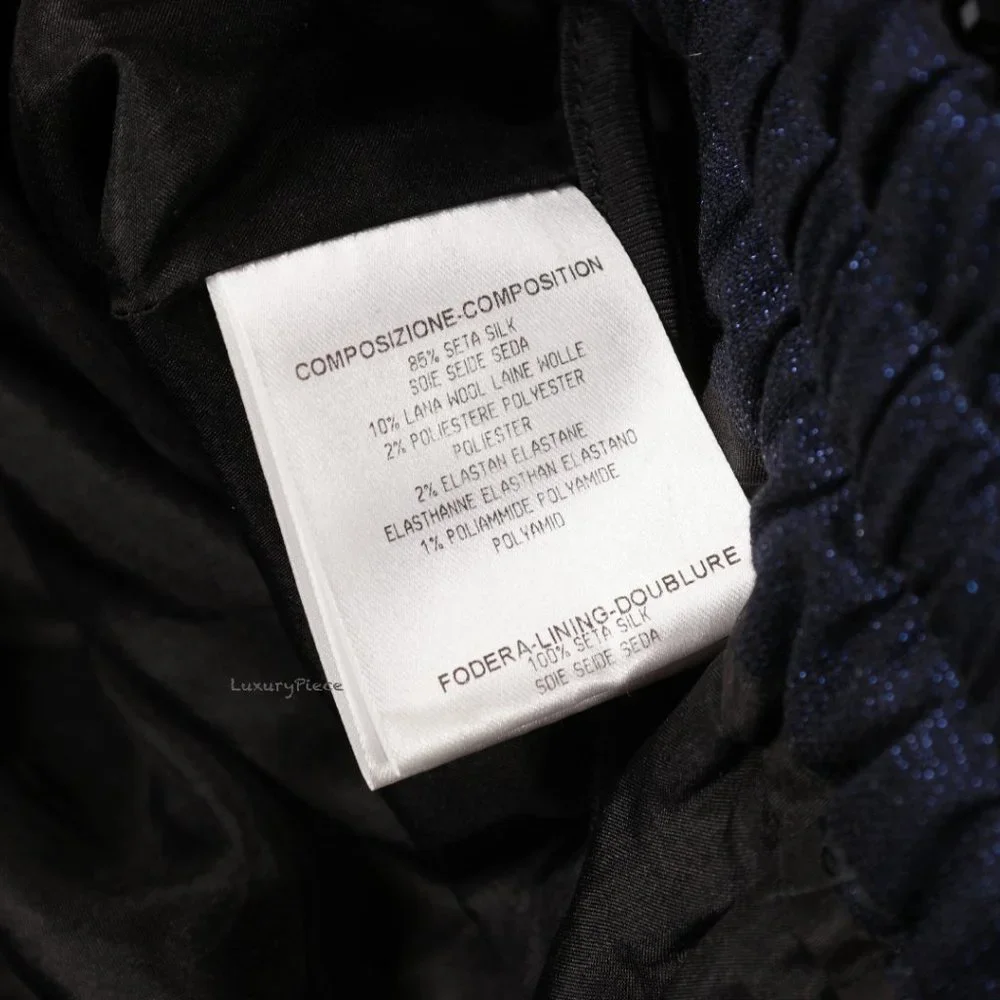 COMPOSIZIONE-COMPOSITION
85% SETA SILK
SOIE SEIDE SEDA
10% LANA WOOL LAINE WOLLE
2% POLIESTERE POLYESTER
POLIESTER
2% ELASTAN ELASTANE
ELASTHANNE ELASTHAN ELASTANO
1% POLIAMMIDE POLYAMIDE
POLYAMID
FODERA-LINING-DOUBLURE
100% SETA SILK
SOIE SEIDE SEDA
LuxuryPiece